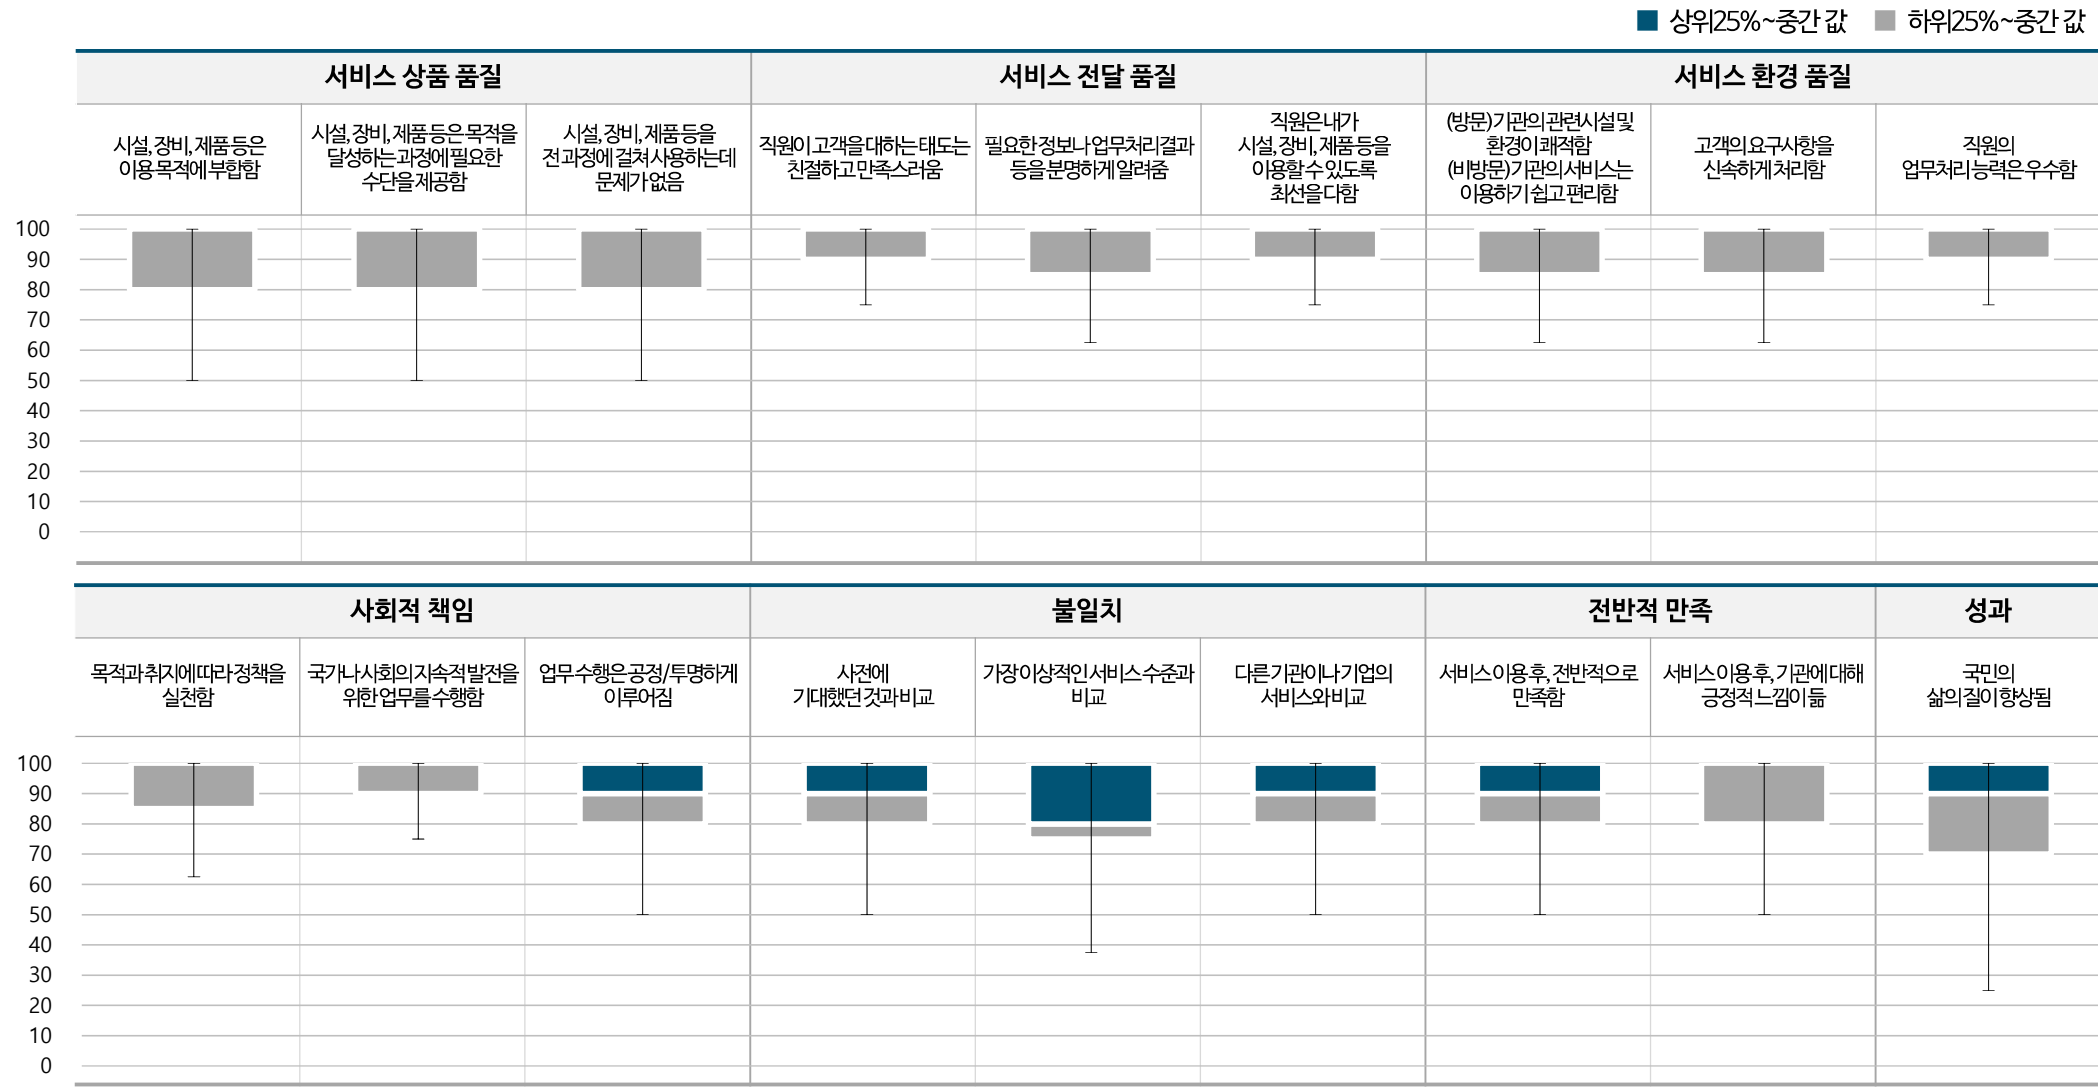 상위25%~중간 값
하위25%~중간 값
서비스 상품 품질
서비스 전달 품질
서비스 환경 품질
시설, 장비, 제품 등은
이용 목적에 부합함
시설, 장비, 제품 등은 목적을
달성하는 과정에 필요한
수단을 제공함
시설, 장비, 제품 등을
전 과정에 걸쳐 사용하는데
문제가 없음
직원이 고객을 대하는 태도는
친절하고 만족스러움
필요한 정보나 업무처리 결과
등을 분명하게 알려줌
직원은 내가
시설, 장비, 제품 등을
이용할 수 있도록
최선을 다함
(방문)기관의 관련시설 및
환경이 쾌적함
(비방문)기관의 서비스는
이용하기 쉽고 편리함
고객의 요구사항을
신속하게 처리함
직원의
업무처리 능력은 우수함
100
90
80
70
60
50
40
30
20
10
0
사회적 책임
불일치
전반적 만족
성과
목적과 취지에 따라 정책을
실천함
국가나 사회의 지속적 발전을
위한 업무를 수행함
업무 수행은 공정/투명하게
이루어짐
사전에
기대했던 것과 비교
가장 이상적인 서비스 수준과
비교
다른 기관이나 기업의
서비스와 비교
서비스 이용 후, 전반적으로
만족함
서비스 이용 후, 기관에 대해
긍정적 느낌이 듦
국민의
삶의 질이 향상됨
100
90
80
70
60
50
40
30
20
10
0